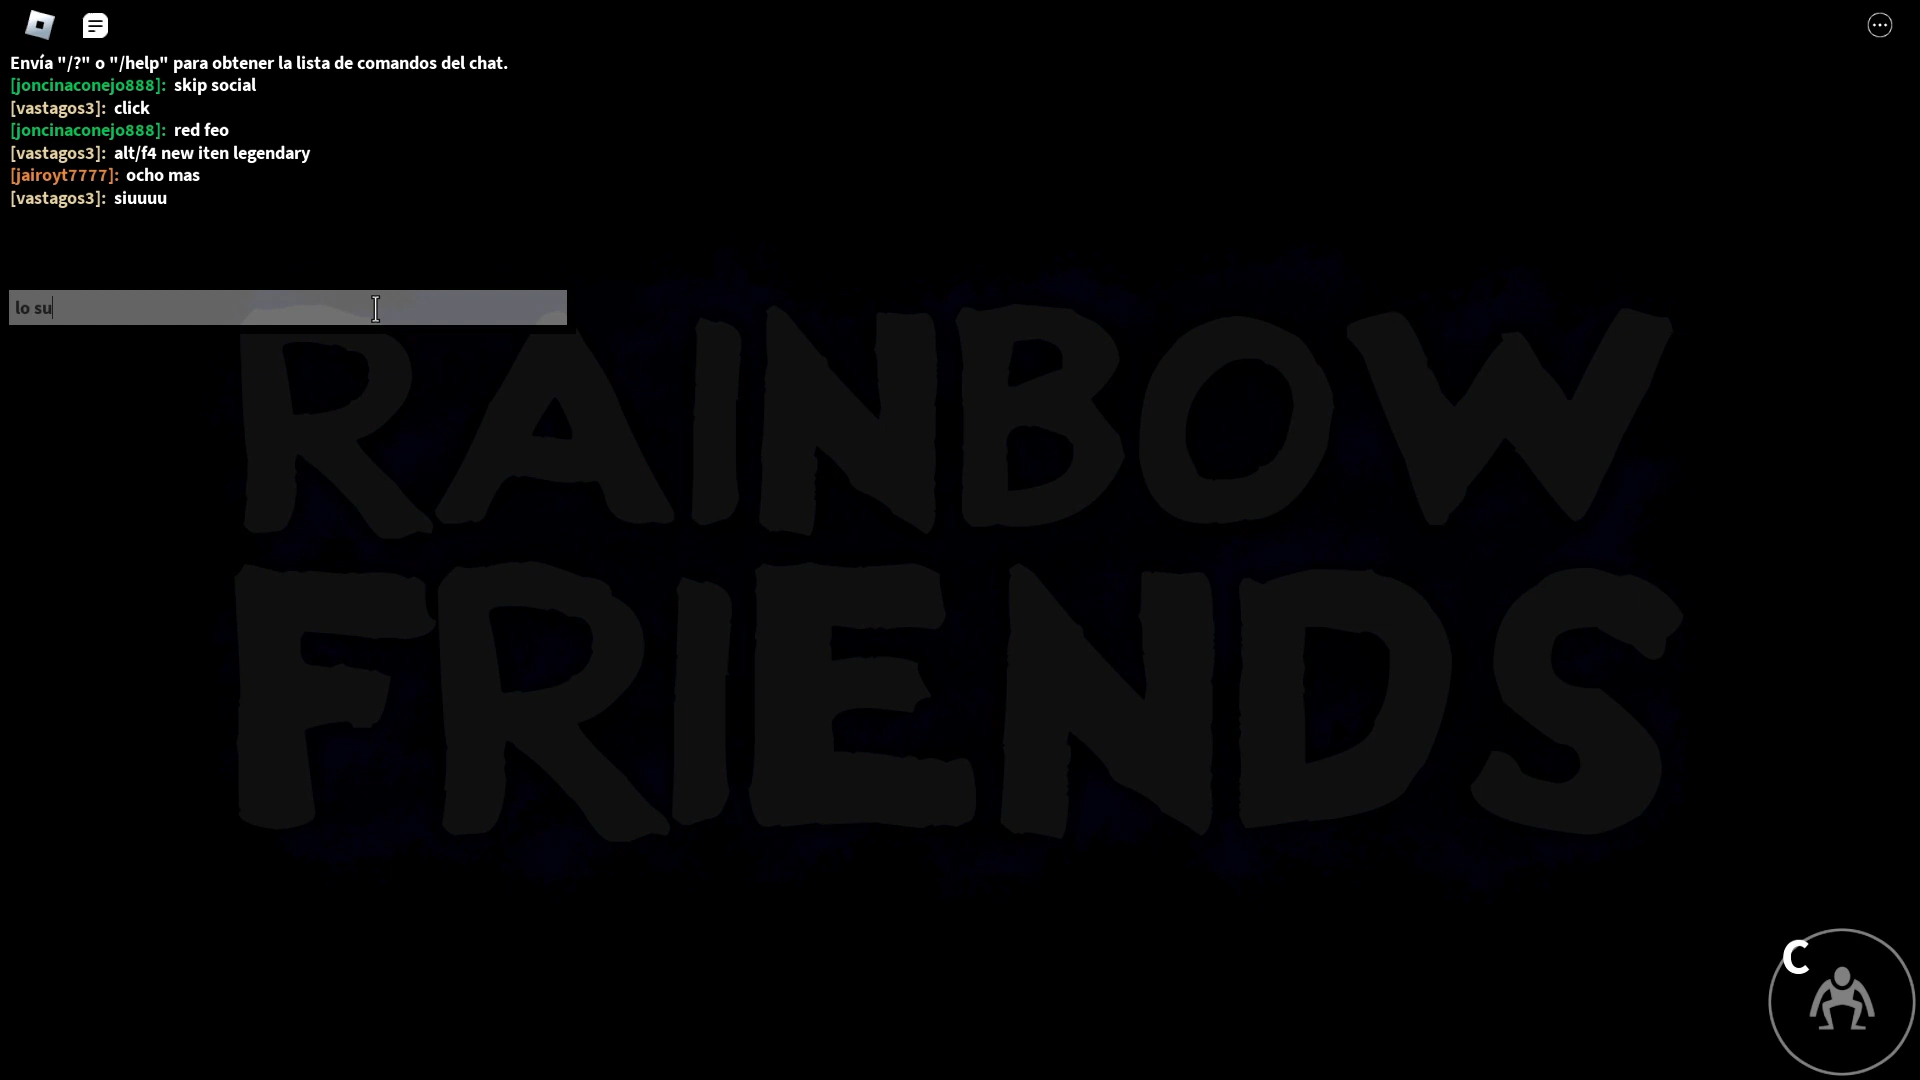 Envía "/?" o "/help" para obtener la lista de comandos del chat.
[joncinaconejo888]: skip social
[vastagos3]: click
[joncinaconejo888]: red feo
[vastagos3]: alt/f4 new iten legendary
[jairoyt7777]: ocho mas
[vastagos3]: siuuuu
lo su
RAINBOW
FRIENDS
C